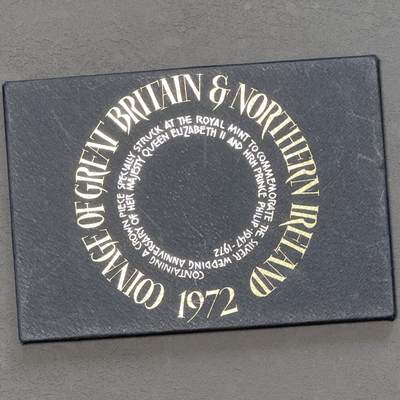 COINAGE OF GREAT BRITAIN & NORTHERN IRELAND
1972
CONTAINING A CROWN PIECE SPECIALLY STRUCK AT THE ROYAL MINT TO COMMEMORATE THE SILVER WEDDING ANNIVERSARY OF HER MAJESTY QUEEN ELIZABETH II AND HRH PRINCE PHILIP 1947-1972